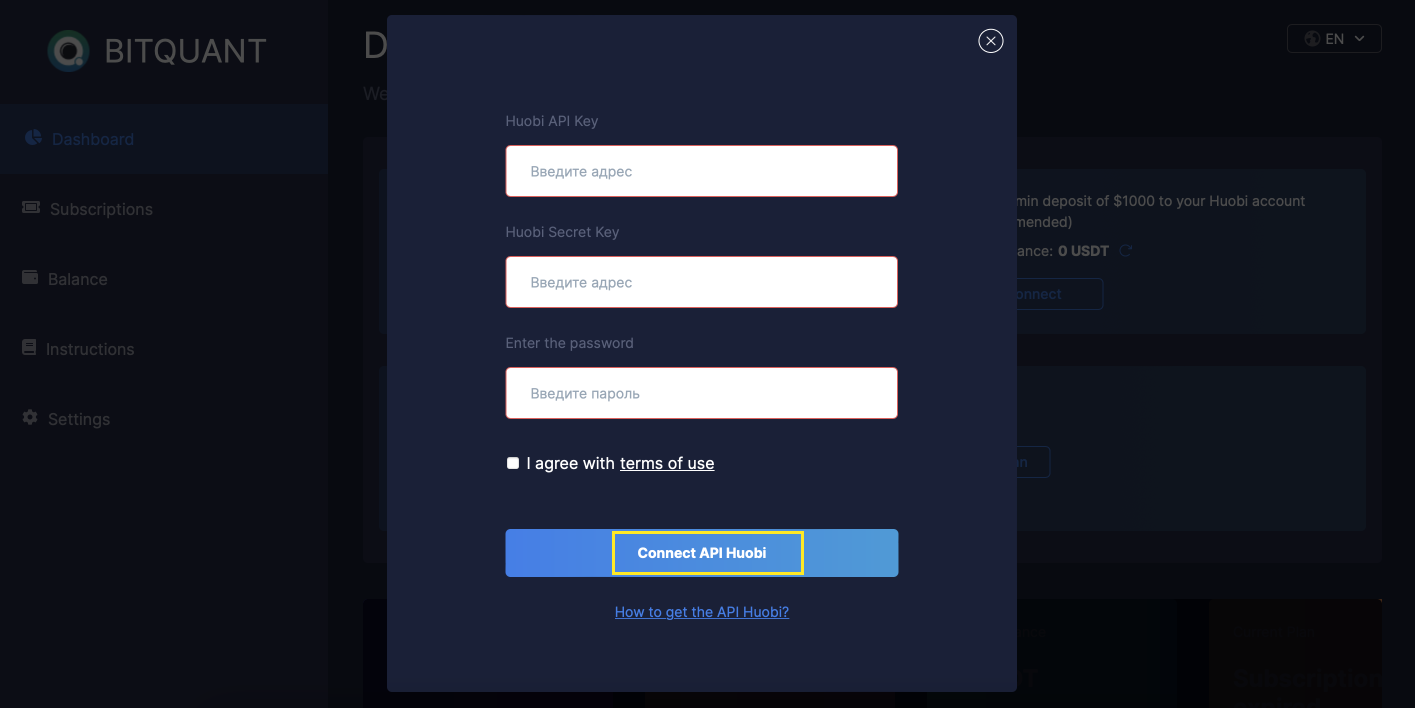 BITQUANT
D
EN
We
Dashboard
Subscriptions
Balance
Instructions
Settings
Huobi API Key
Введите адрес
Huobi Secret Key
Введите адрес
Enter the password
Введите пароль
I agree with terms of use
Connect API Huobi
How to get the API Huobi?
min deposit of $1000 to your Huobi account
mended)
ance: 0 USDT
onnect
an